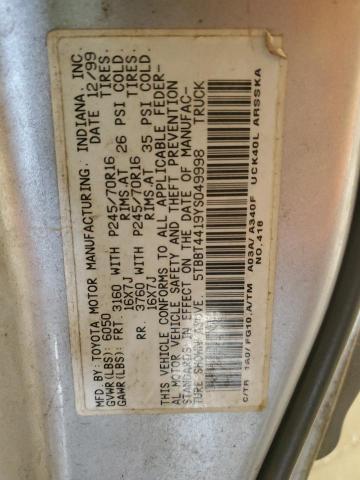 MFD.BY: TOYOTA MOTOR MANUFACTURING, INDIANA, INC.
GVWR(LBS): 6050 DATE 12/99
GAWR(LBS): FRT. 3160 WITH P245/70R16 TIRES,
16X7J RIMS,AT 26 PSI COLD.
RR. 3760 WITH P245/70R16 TIRES,
16X7J RIMS,AT 35 PSI COLD.
THIS VEHICLE CONFORMS TO ALL APPLICABLE FEDER-
AL MOTOR VEHICLE SAFETY AND THEFT PREVENTION
STANDARDS IN EFFECT ON THE DATE OF MANUFAC-
TURE SHOWN ABOVE. 5TBBT4419YS049998 TRUCK
C/TR 1A0/FG10,A/TM A03A/A340F UCK40L ARSSKA
NO.418